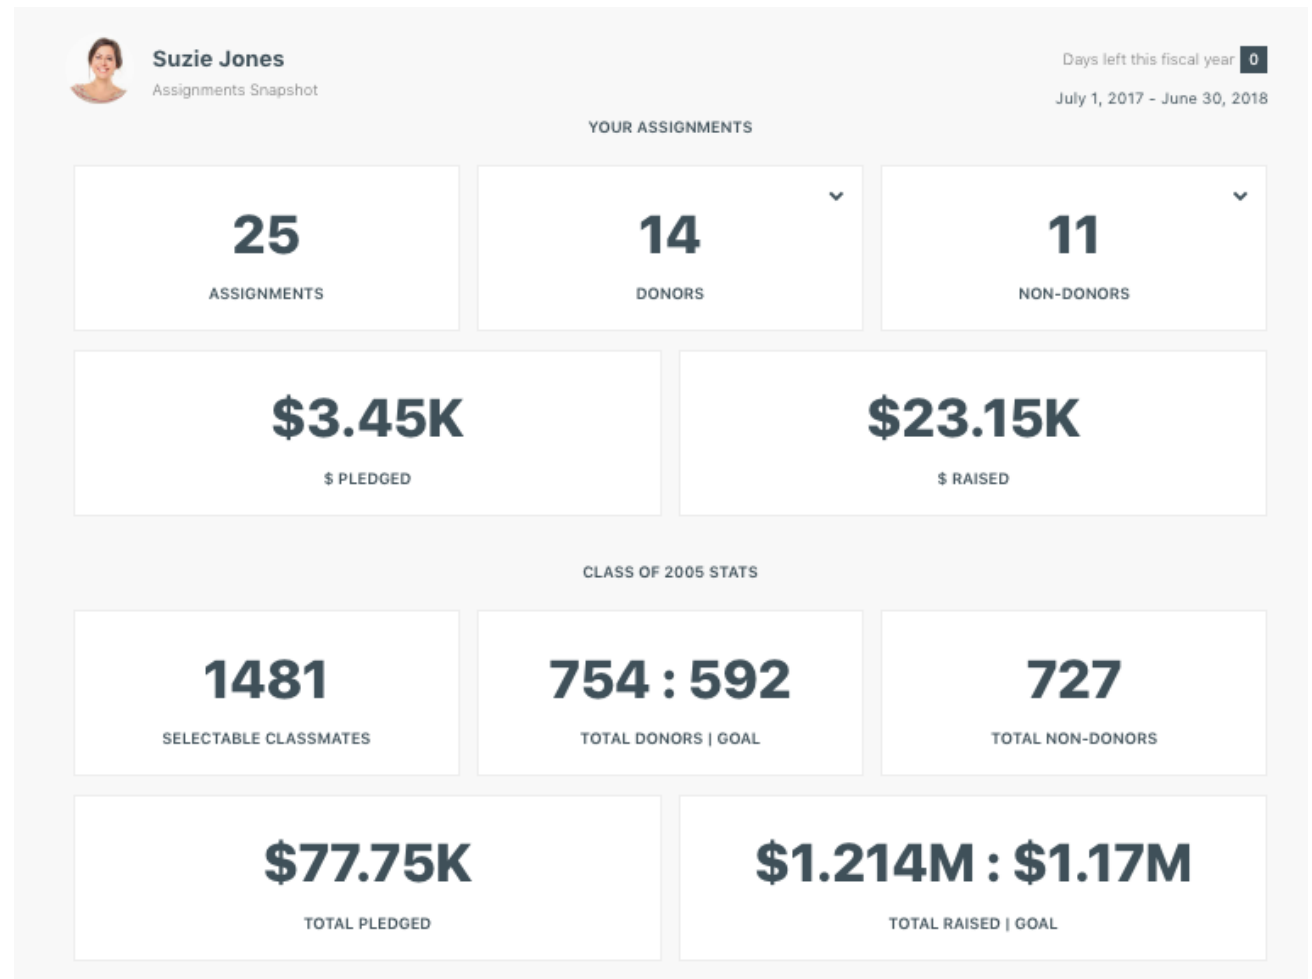 Suzie Jones
Assignments Snapshot
Days left this fiscal year 0
July 1, 2017 - June 30, 2018
YOUR ASSIGNMENTS
25
ASSIGNMENTS
14
DONORS
11
NON-DONORS
$3.45K
$ PLEDGED
$23.15K
$ RAISED
CLASS OF 2005 STATS
1481
SELECTABLE CLASSMATES
754 : 592
TOTAL DONORS | GOAL
727
TOTAL NON-DONORS
$77.75K
TOTAL PLEDGED
$1.214M : $1.17M
TOTAL RAISED | GOAL